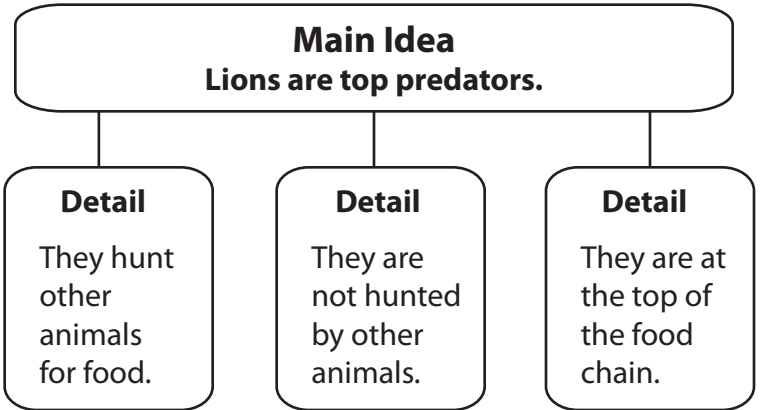 Main Idea
Lions are top predators.
Detail
They hunt
other
animals
for food.
Detail
They are
not hunted
by other
animals.
Detail
They are at
the top of
the food
chain.